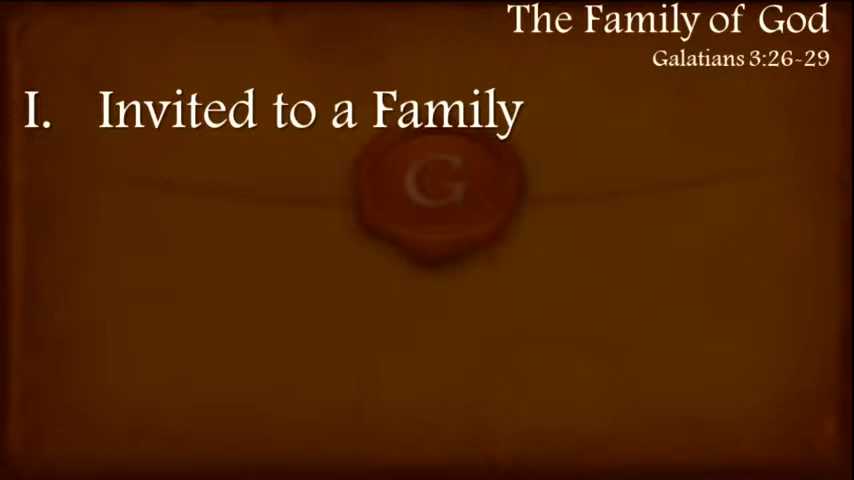 The Family of God
Galatians 3:26-29
I. Invited to a Family
G